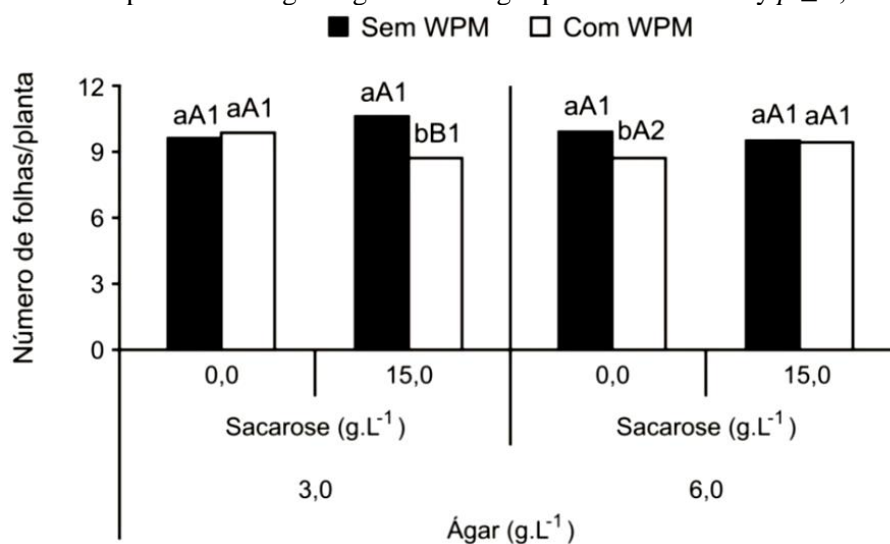 ■ Sem WPM □ Com WPM
Número de folhas/planta
12
9
6
3
0
aA1 aA1
aA1
bB1
aA1
bA2
aA1 aA1
0,0 15,0 0,0 15,0
Sacarose (g.L⁻¹) Sacarose (g.L⁻¹)
3,0 6,0
Ágar (g.L⁻¹)